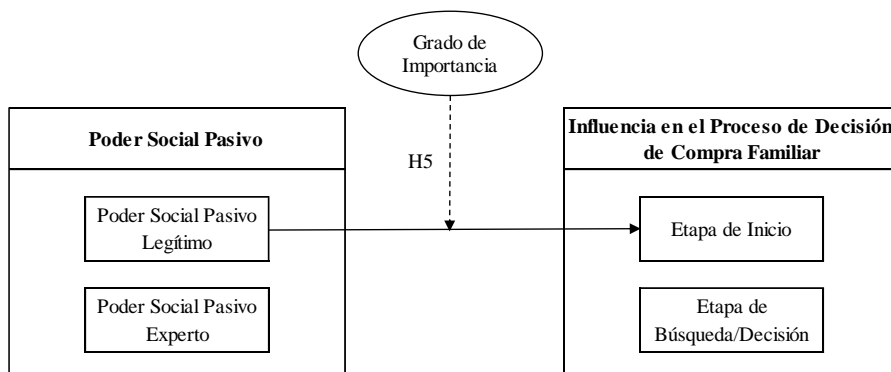 Grado de
Importancia
Poder Social Pasivo
Influencia en el Proceso de Decisión
de Compra Familiar
H5
Poder Social Pasivo
Legítimo
Etapa de Inicio
Poder Social Pasivo
Experto
Etapa de
Búsqueda/Decisión